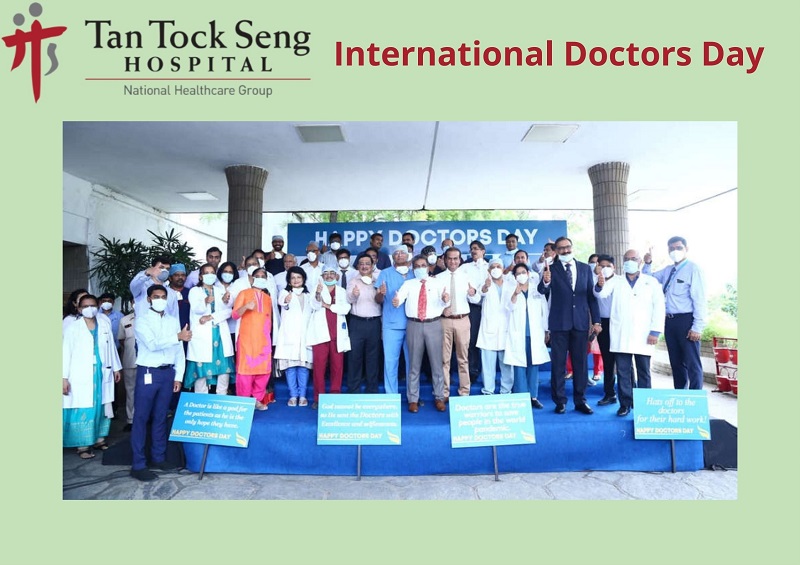 Tan Tock Seng
HOSPITAL
National Healthcare Group
International Doctors Day
HAPPY DOCTORS DAY
A Doctor is like a god for
the patients as he is the
only hope they have.
HAPPY DOCTORS DAY
God cannot be everywhere
so He sent the Doctors with
Excellence and selflessness.
HAPPY DOCTORS DAY
Doctors are the true
warriors to save
people in the world
pandemic.
HAPPY DOCTORS DAY
Hats off to the
doctors
for their hard work!
HAPPY DOCTORS DAY